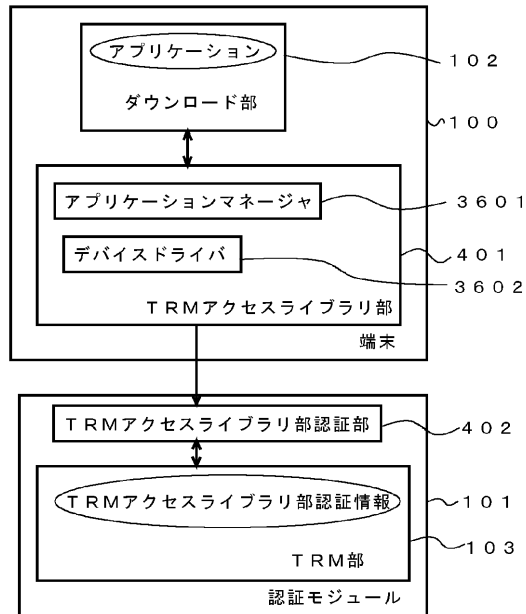 アプリケーション
102
ダウンロード部
100
アプリケーションマネージャ
3601
401
デバイスドライバ
3602
TRMアクセスライブラリ部
端末
TRMアクセスライブラリ部認証部
402
TRMアクセスライブラリ部認証情報
101
103
TRM部
認証モジュール